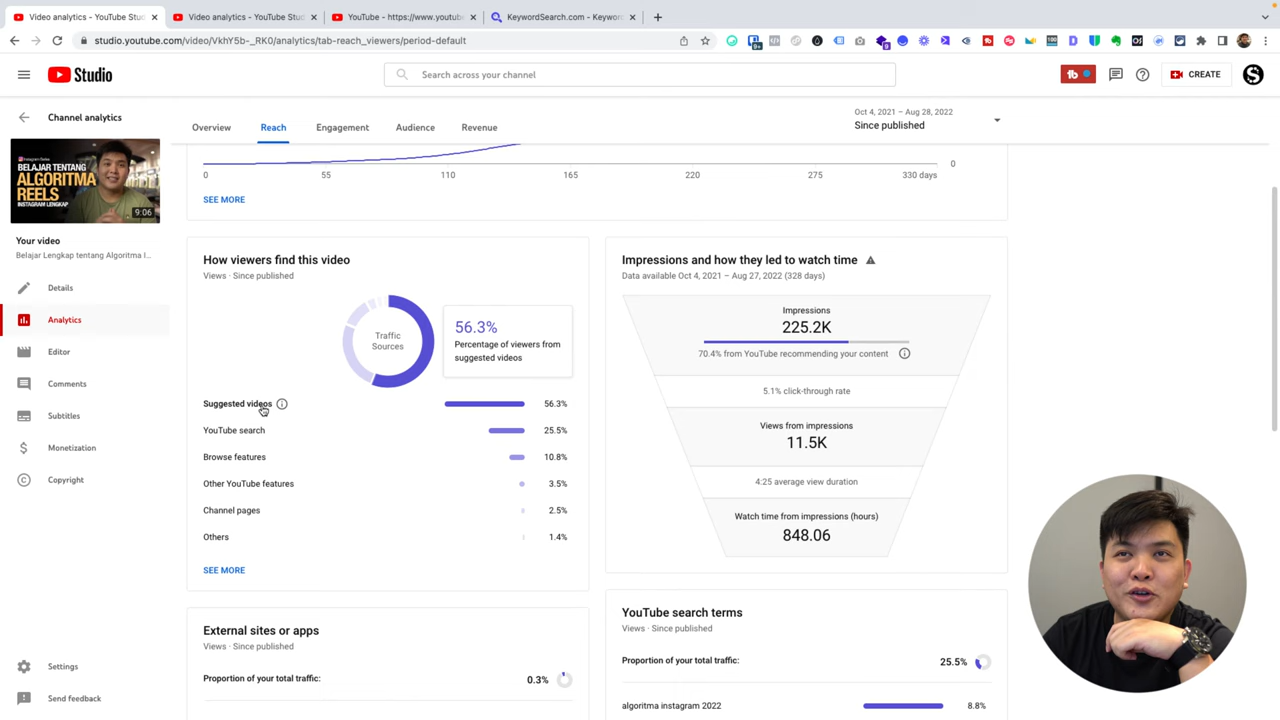 Video analytics - YouTube Stud
Video analytics - YouTube Studi
YouTube - https://www.youtube
KeywordSearch.com - Keyword
studio.youtube.com/video/VkhY5b-_RK0/analytics/tab-reach_viewers/period-default
Studio
Search across your channel
CREATE
Channel analytics
Overview
Reach
Engagement
Audience
Revenue
Oct 4, 2021 – Aug 28, 2022
Since published
BELAJAR TENTANG
ALGORITMA
REELS
INSTAGRAM LENGKAP
9:06
Your video
Belajar Lengkap tentang Algoritma I...
Details
Analytics
Editor
Comments
Subtitles
Monetization
Copyright
Settings
Send feedback
0
0
55
110
165
220
275
330 days
SEE MORE
How viewers find this video
Views · Since published
Traffic
Sources
56.3%
Percentage of viewers from
suggested videos
Suggested videos
56.3%
YouTube search
25.5%
Browse features
10.8%
Other YouTube features
3.5%
Channel pages
2.5%
Others
1.4%
SEE MORE
Impressions and how they led to watch time
Data available Oct 4, 2021 – Aug 27, 2022 (328 days)
Impressions
225.2K
70.4% from YouTube recommending your content
5.1% click-through rate
Views from impressions
11.5K
4:25 average view duration
Watch time from impressions (hours)
848.06
External sites or apps
Views · Since published
Proportion of your total traffic:
0.3%
YouTube search terms
Views · Since published
Proportion of your total traffic:
25.5%
algoritma instagram 2022
8.8%